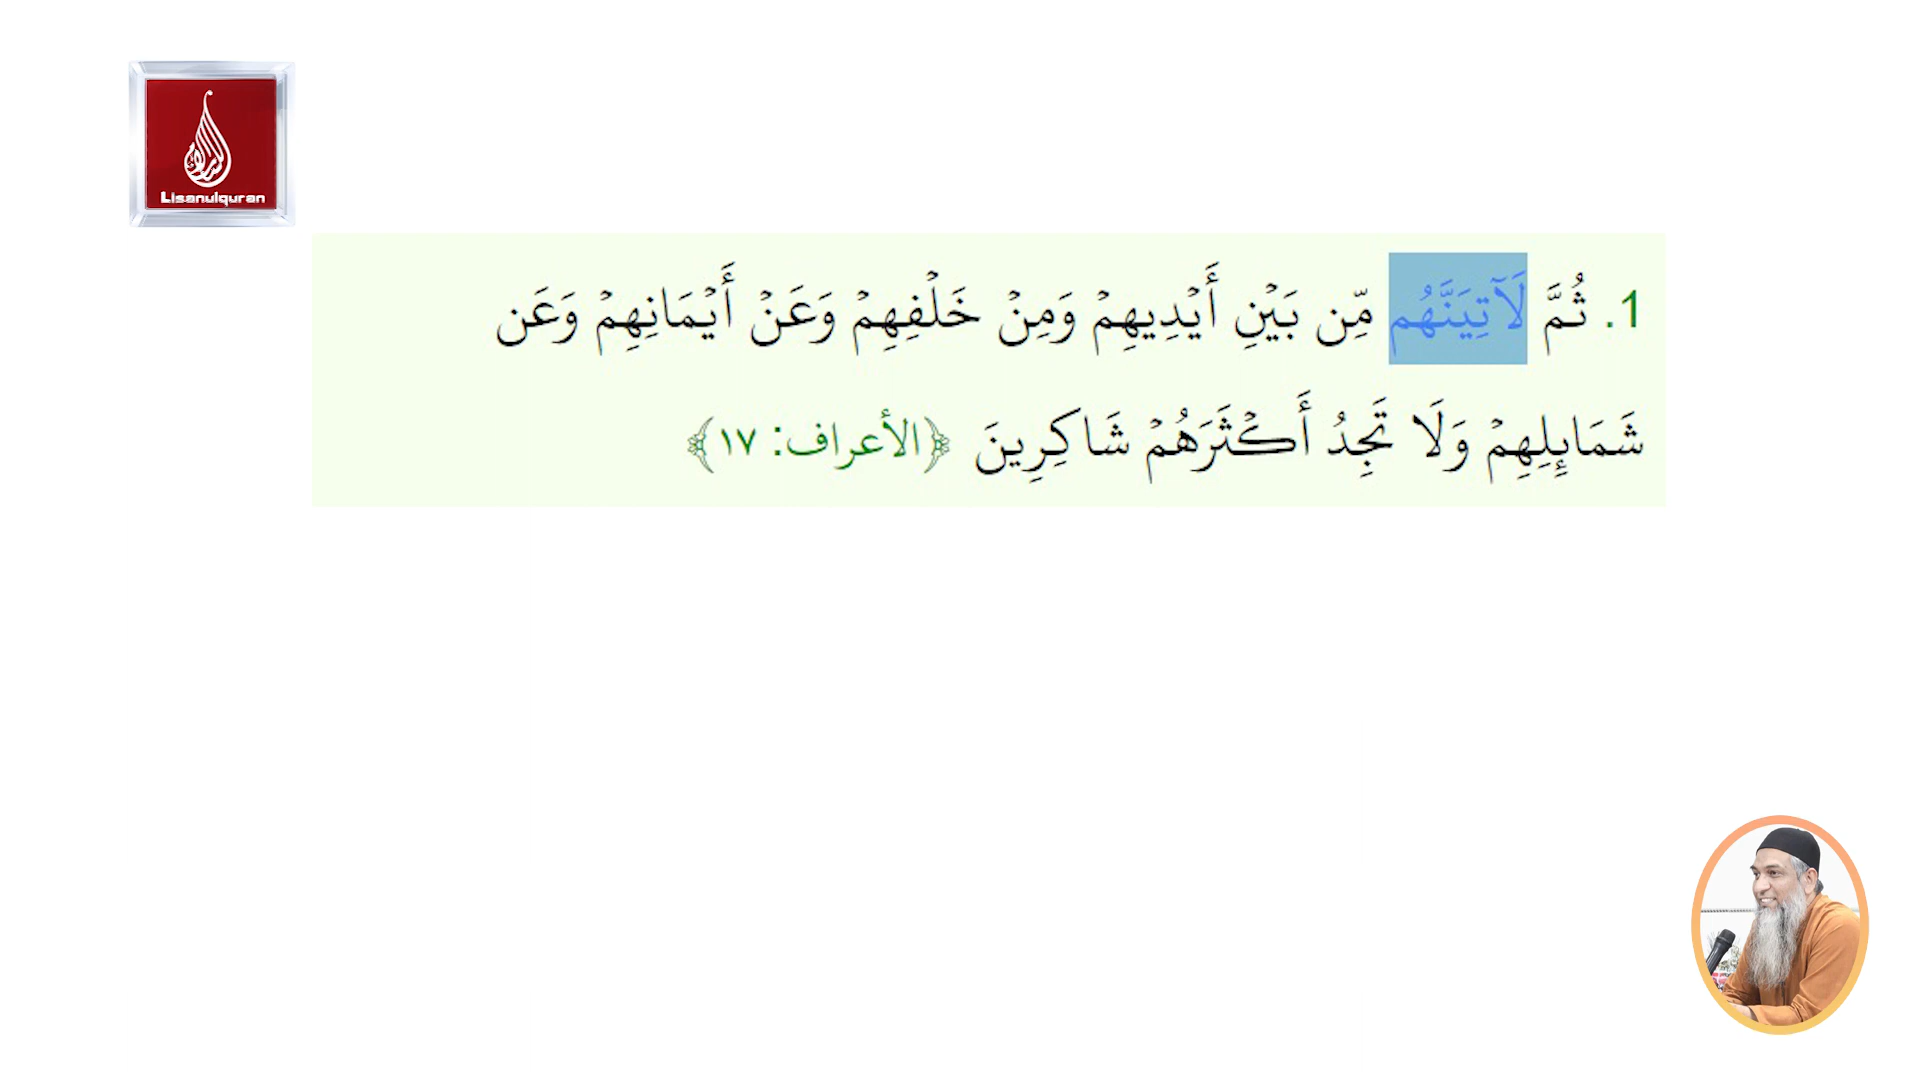 Lisanulquran
1. ثُمَّ لَآتِيَنَّهُم مِّن بَيْنِ أَيْدِيهِمْ وَمِنْ خَلْفِهِمْ وَعَنْ أَيْمَانِهِمْ وَعَن
شَمَائِلِهِمْ وَلَا تَجِدُ أَكْثَرَهُمْ شَاكِرِينَ ﴿الأعراف: ١٧﴾